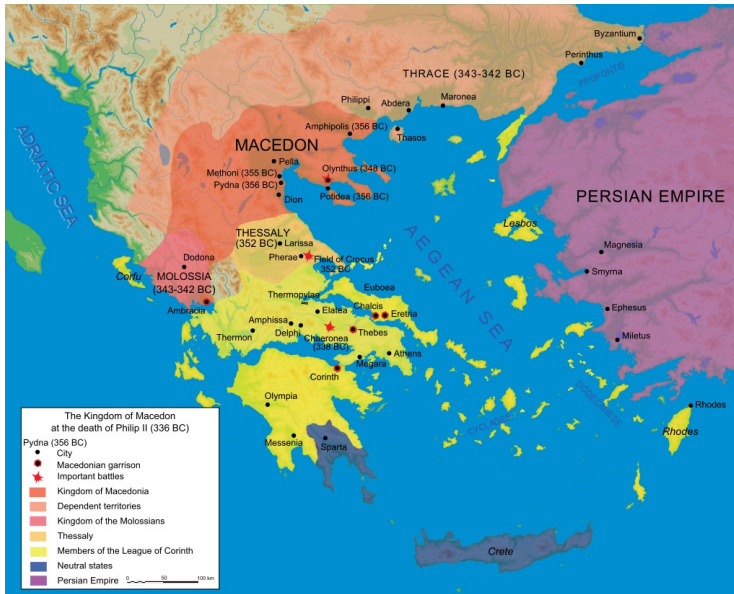 Byzantium
Perinthus
THRACE (343-342 BC)
PROPONTIS
Philippi
Abdera
Maronea
Amphipolis (356 BC)
Thasos
ADRIATIC SEA
MACEDON
Pella
Methoni (355 BC)
Olynthus (348 BC)
Pydna (356 BC)
Potidea (356 BC)
Dion
PERSIAN EMPIRE
Lesbos
AEGEAN SEA
THESSALY
(352 BC)
Larissa
Pherae
Field of Crocus
352 BC
Magnesia
Smyrna
Dodona
Corfu
MOLOSSIA
(343-342 BC)
Ambracia
Thermopylae
Euboea
Elatea
Chalcis
Eretria
Ephesus
Amphissa
Thermon
Delphi
Chaeronea
(338 BC)
Thebes
Miletus
Megara
Athens
Corinth
DODECANESE
Olympia
CYCLADES
Rhodes
Rhodes
Messenia
Sparta
Crete
The Kingdom of Macedon
at the death of Philip II (336 BC)
Pydna (356 BC)
City
Macedonian garrison
Important battles
Kingdom of Macedonia
Dependent territories
Kingdom of the Molossians
Thessaly
Members of the League of Corinth
Neutral states
Persian Empire
0 50 100 km